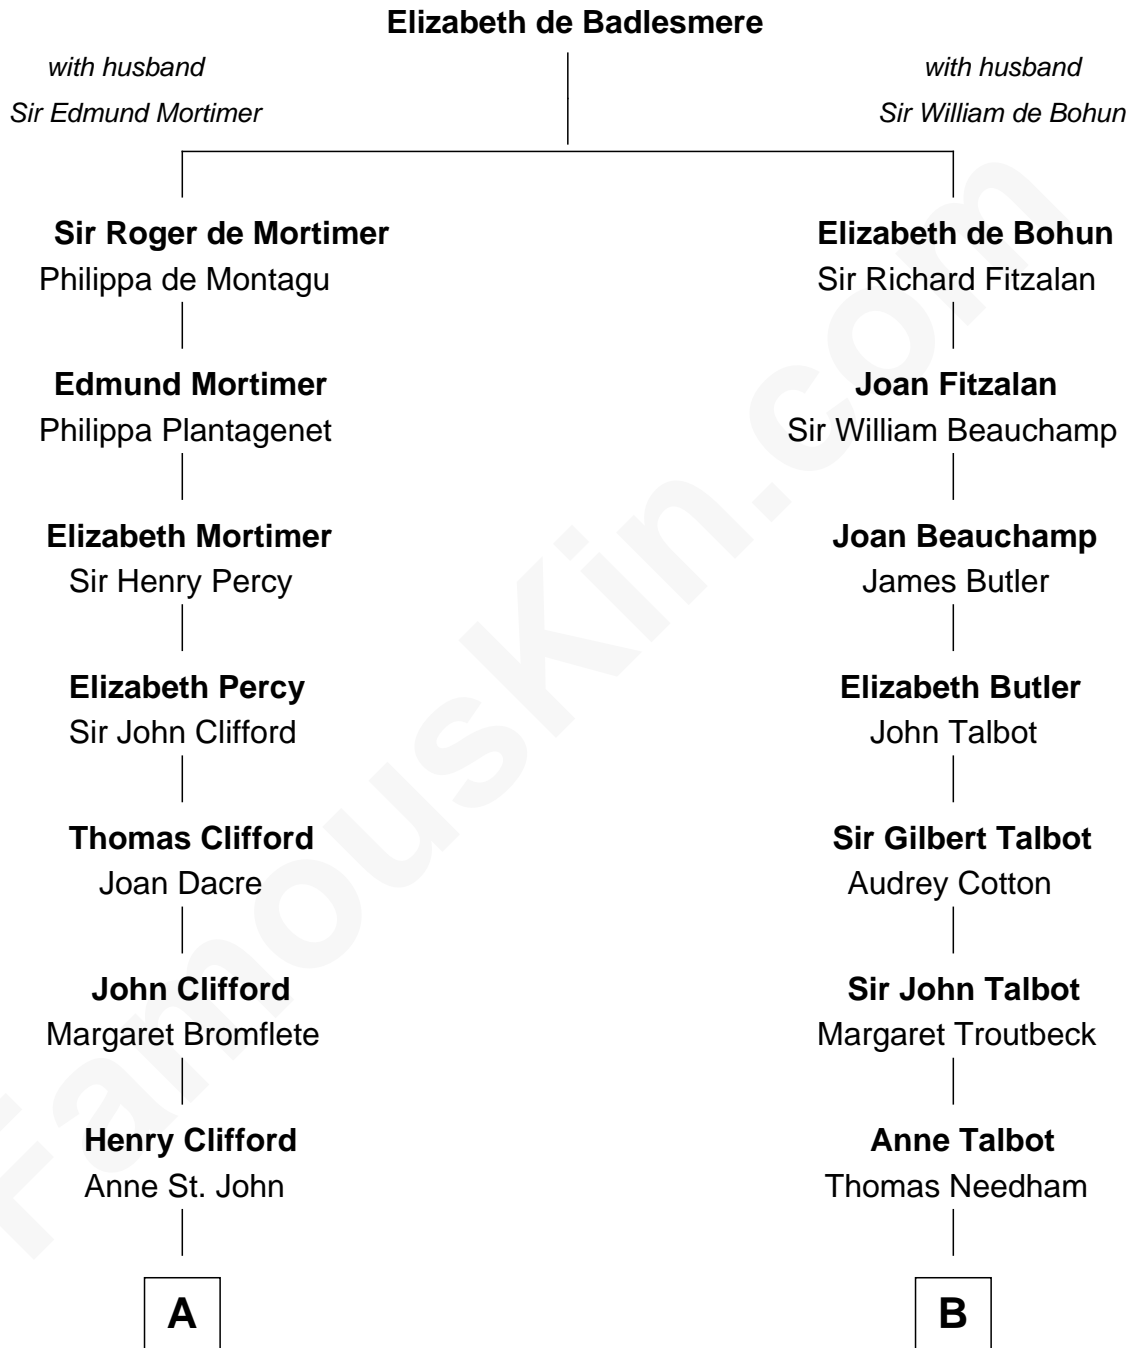 Elizabeth de Badlesmere
with husband
Sir Edmund Mortimer
with husband
Sir William de Bohun
Sir Roger de Mortimer
Philippa de Montagu
Elizabeth de Bohun
Sir Richard Fitzalan
Edmund Mortimer
Philippa Plantagenet
Joan Fitzalan
Sir William Beauchamp
Elizabeth Mortimer
Sir Henry Percy
Joan Beauchamp
James Butler
Elizabeth Percy
Sir John Clifford
Elizabeth Butler
John Talbot
Thomas Clifford
Joan Dacre
Sir Gilbert Talbot
Audrey Cotton
John Clifford
Margaret Bromflete
Sir John Talbot
Margaret Troutbeck
Henry Clifford
Anne St. John
Anne Talbot
Thomas Needham
A
B
FamousKin.com